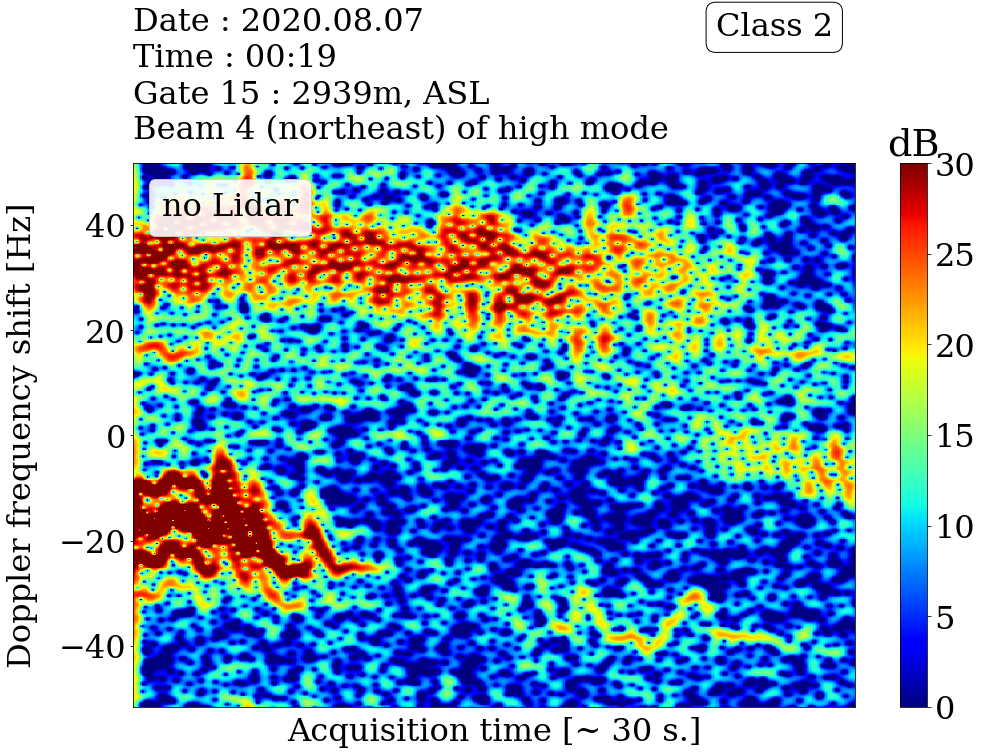 Date : 2020.08.07
Time : 00:19
Gate 15 : 2939m, ASL
Beam 4 (northeast) of high mode
Class 2
dB
no Lidar
Doppler frequency shift [Hz]
40
20
0
−20
−40
30
25
20
15
10
5
0
Acquisition time [~ 30 s.]